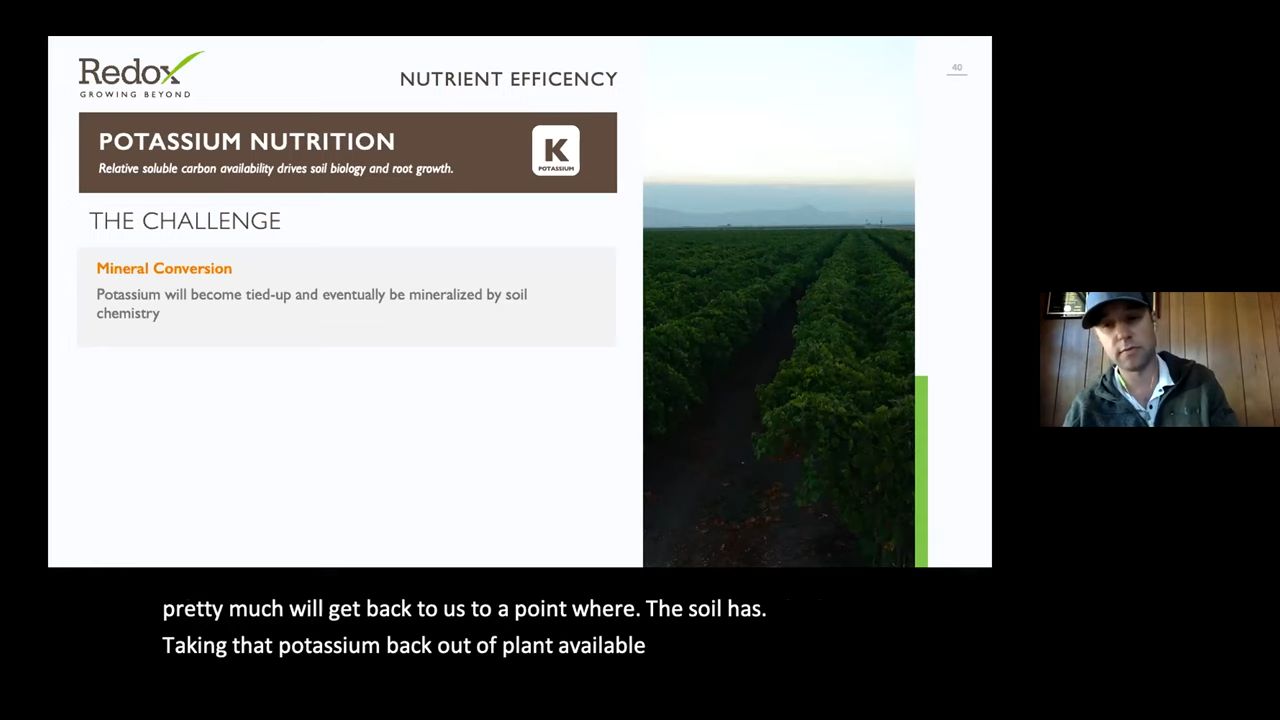 Redox
GROWING BEYOND
NUTRIENT EFFICENCY
40
POTASSIUM NUTRITION
Relative soluble carbon availability drives soil biology and root growth.
K
POTASSIUM
THE CHALLENGE
Mineral Conversion
Potassium will become tied-up and eventually be mineralized by soil
chemistry
pretty much will get back to us to a point where. The soil has.
Taking that potassium back out of plant available